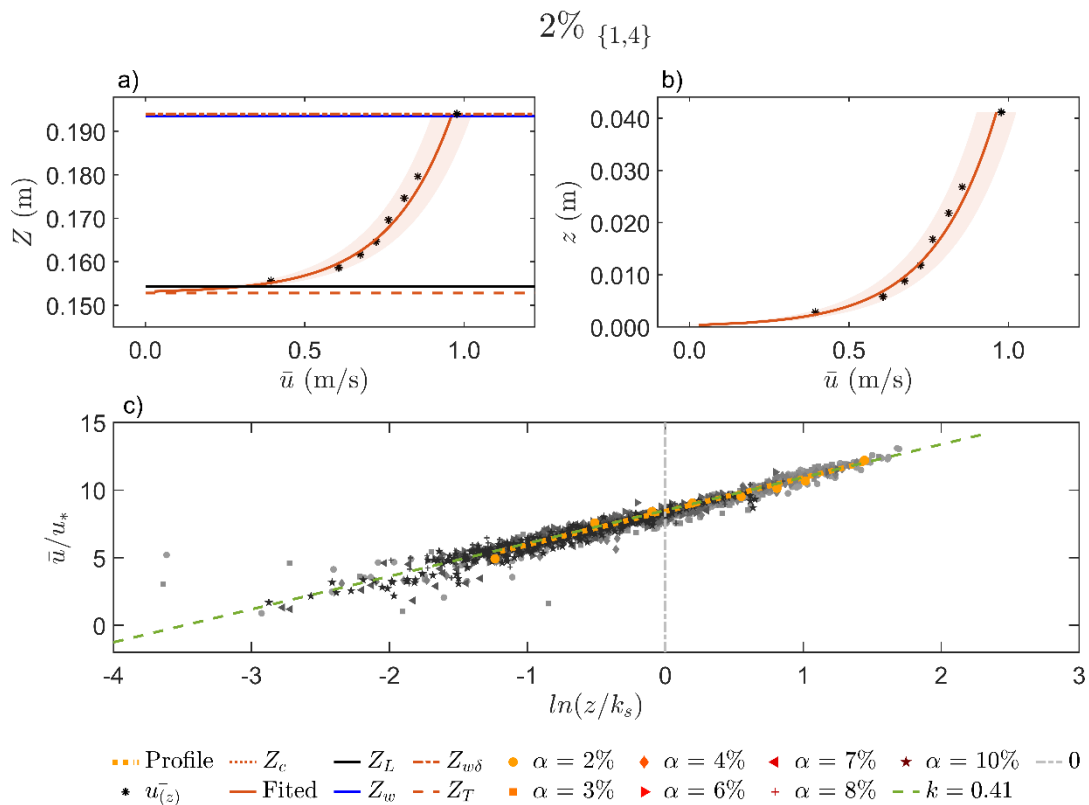 2% {1,4}
a)
b)
0.190
0.180
0.170
0.160
0.150
Z (m)
0.0 0.5 1.0
ū (m/s)
0.040
0.030
0.020
0.010
0.000
z (m)
0.0 0.5 1.0
ū (m/s)
c)
15
10
5
0
ū/u*
-4 -3 -2 -1 0 1 2 3
ln(z/ks)
Profile Zc ZL Zwδ α = 2% α = 4% α = 7% α = 10% 0
ū(z) Fited Zw ZT α = 3% α = 6% α = 8% k = 0.41